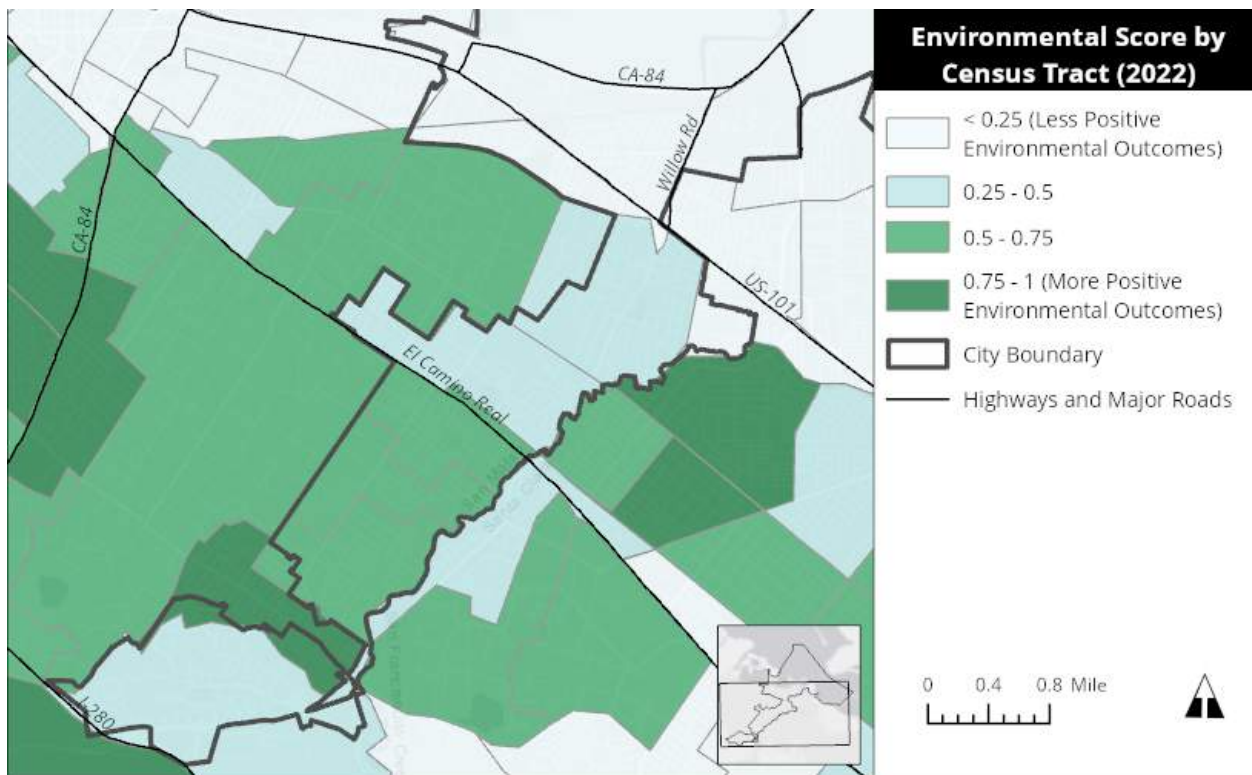 Environmental Score by
Census Tract (2022)
< 0.25 (Less Positive
Environmental Outcomes)
0.25 - 0.5
0.5 - 0.75
0.75 - 1 (More Positive
Environmental Outcomes)
City Boundary
Highways and Major Roads
CA-84
Willow Rd
CA-84
US-101
El Camino Real
I-280
0 0.4 0.8 Mile